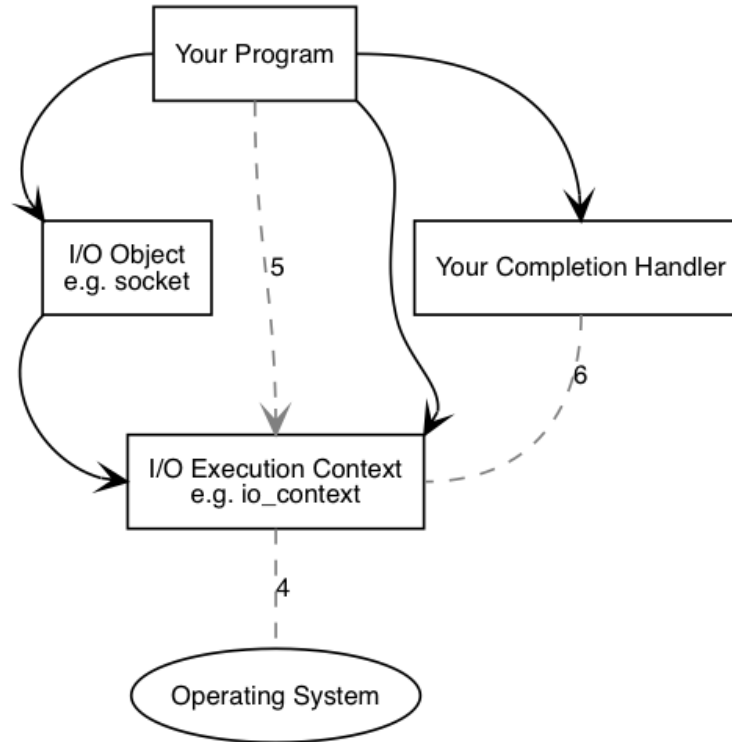 Your Program
I/O Object
e.g. socket
5
Your Completion Handler
6
I/O Execution Context
e.g. io_context
4
Operating System